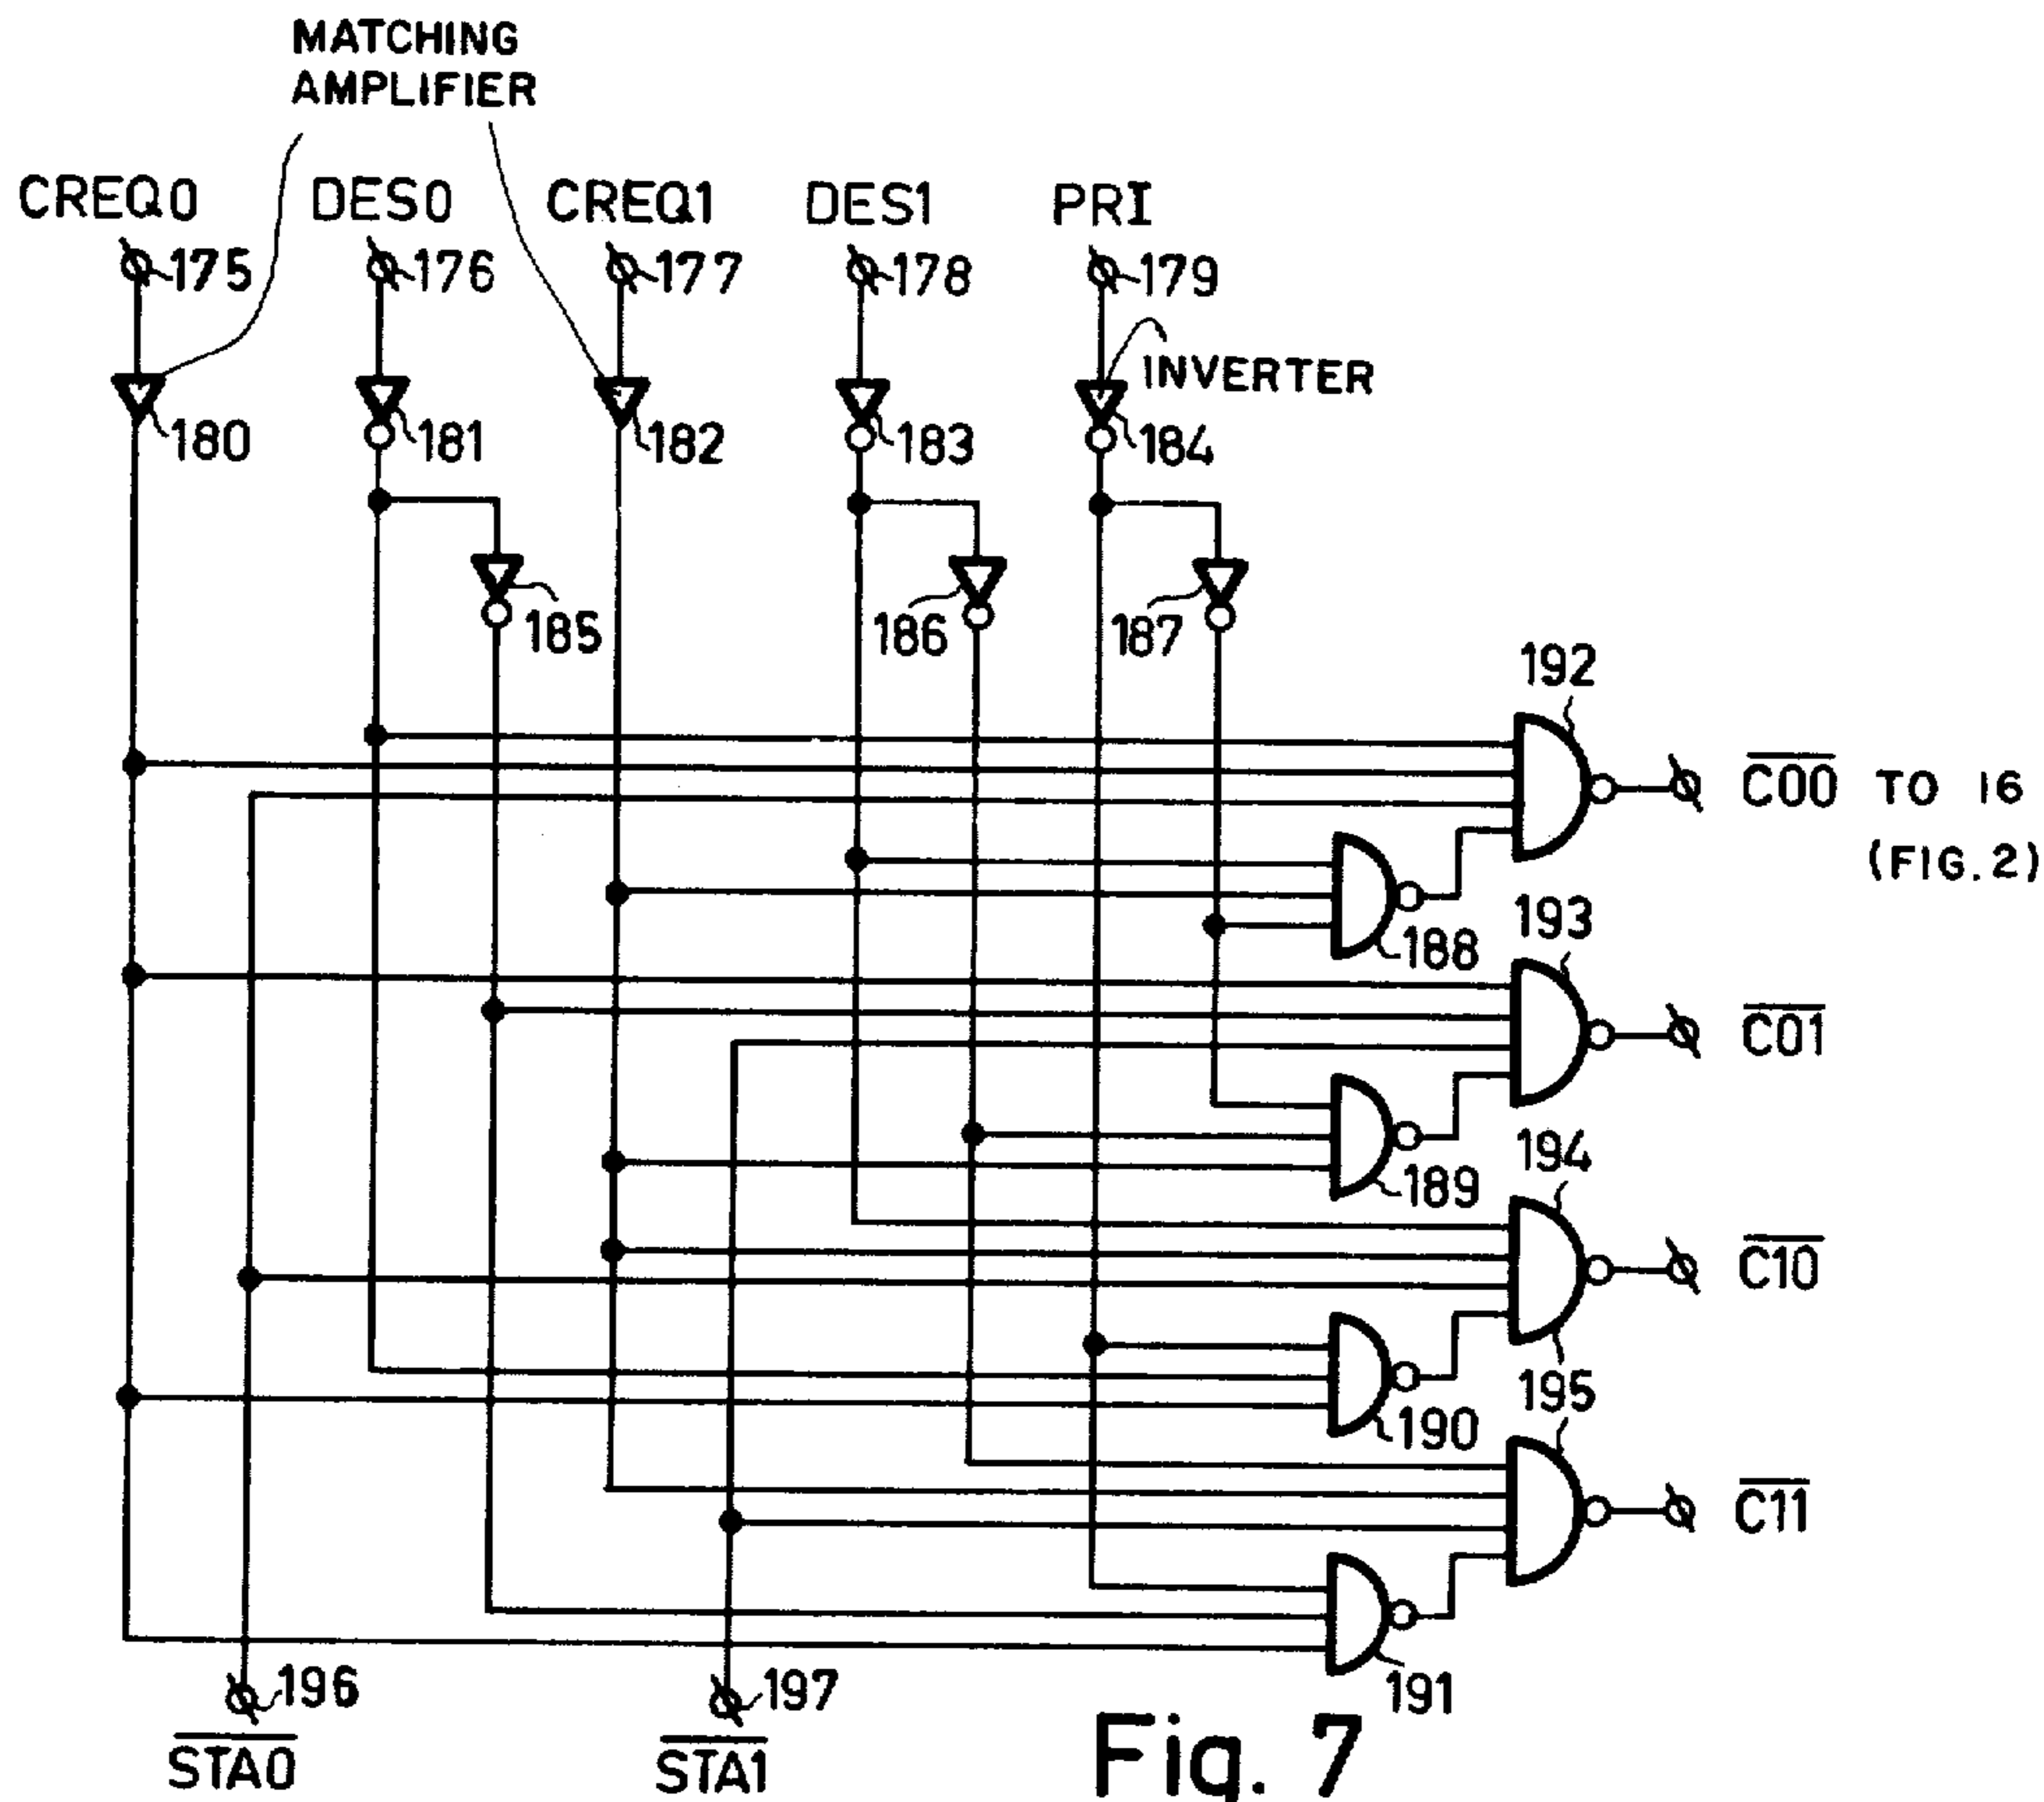 MATCHING
AMPLIFIER
CREQ0 DES0 CREQ1 DES1 PRI
175 176 177 178 179
INVERTER
180 181 182 183 184
185 186 187
192
C00 TO 16
(FIG. 2)
188
193
C01
189
194
C10
190
195
C11
191
196 197
STA0 STA1
Fig. 7